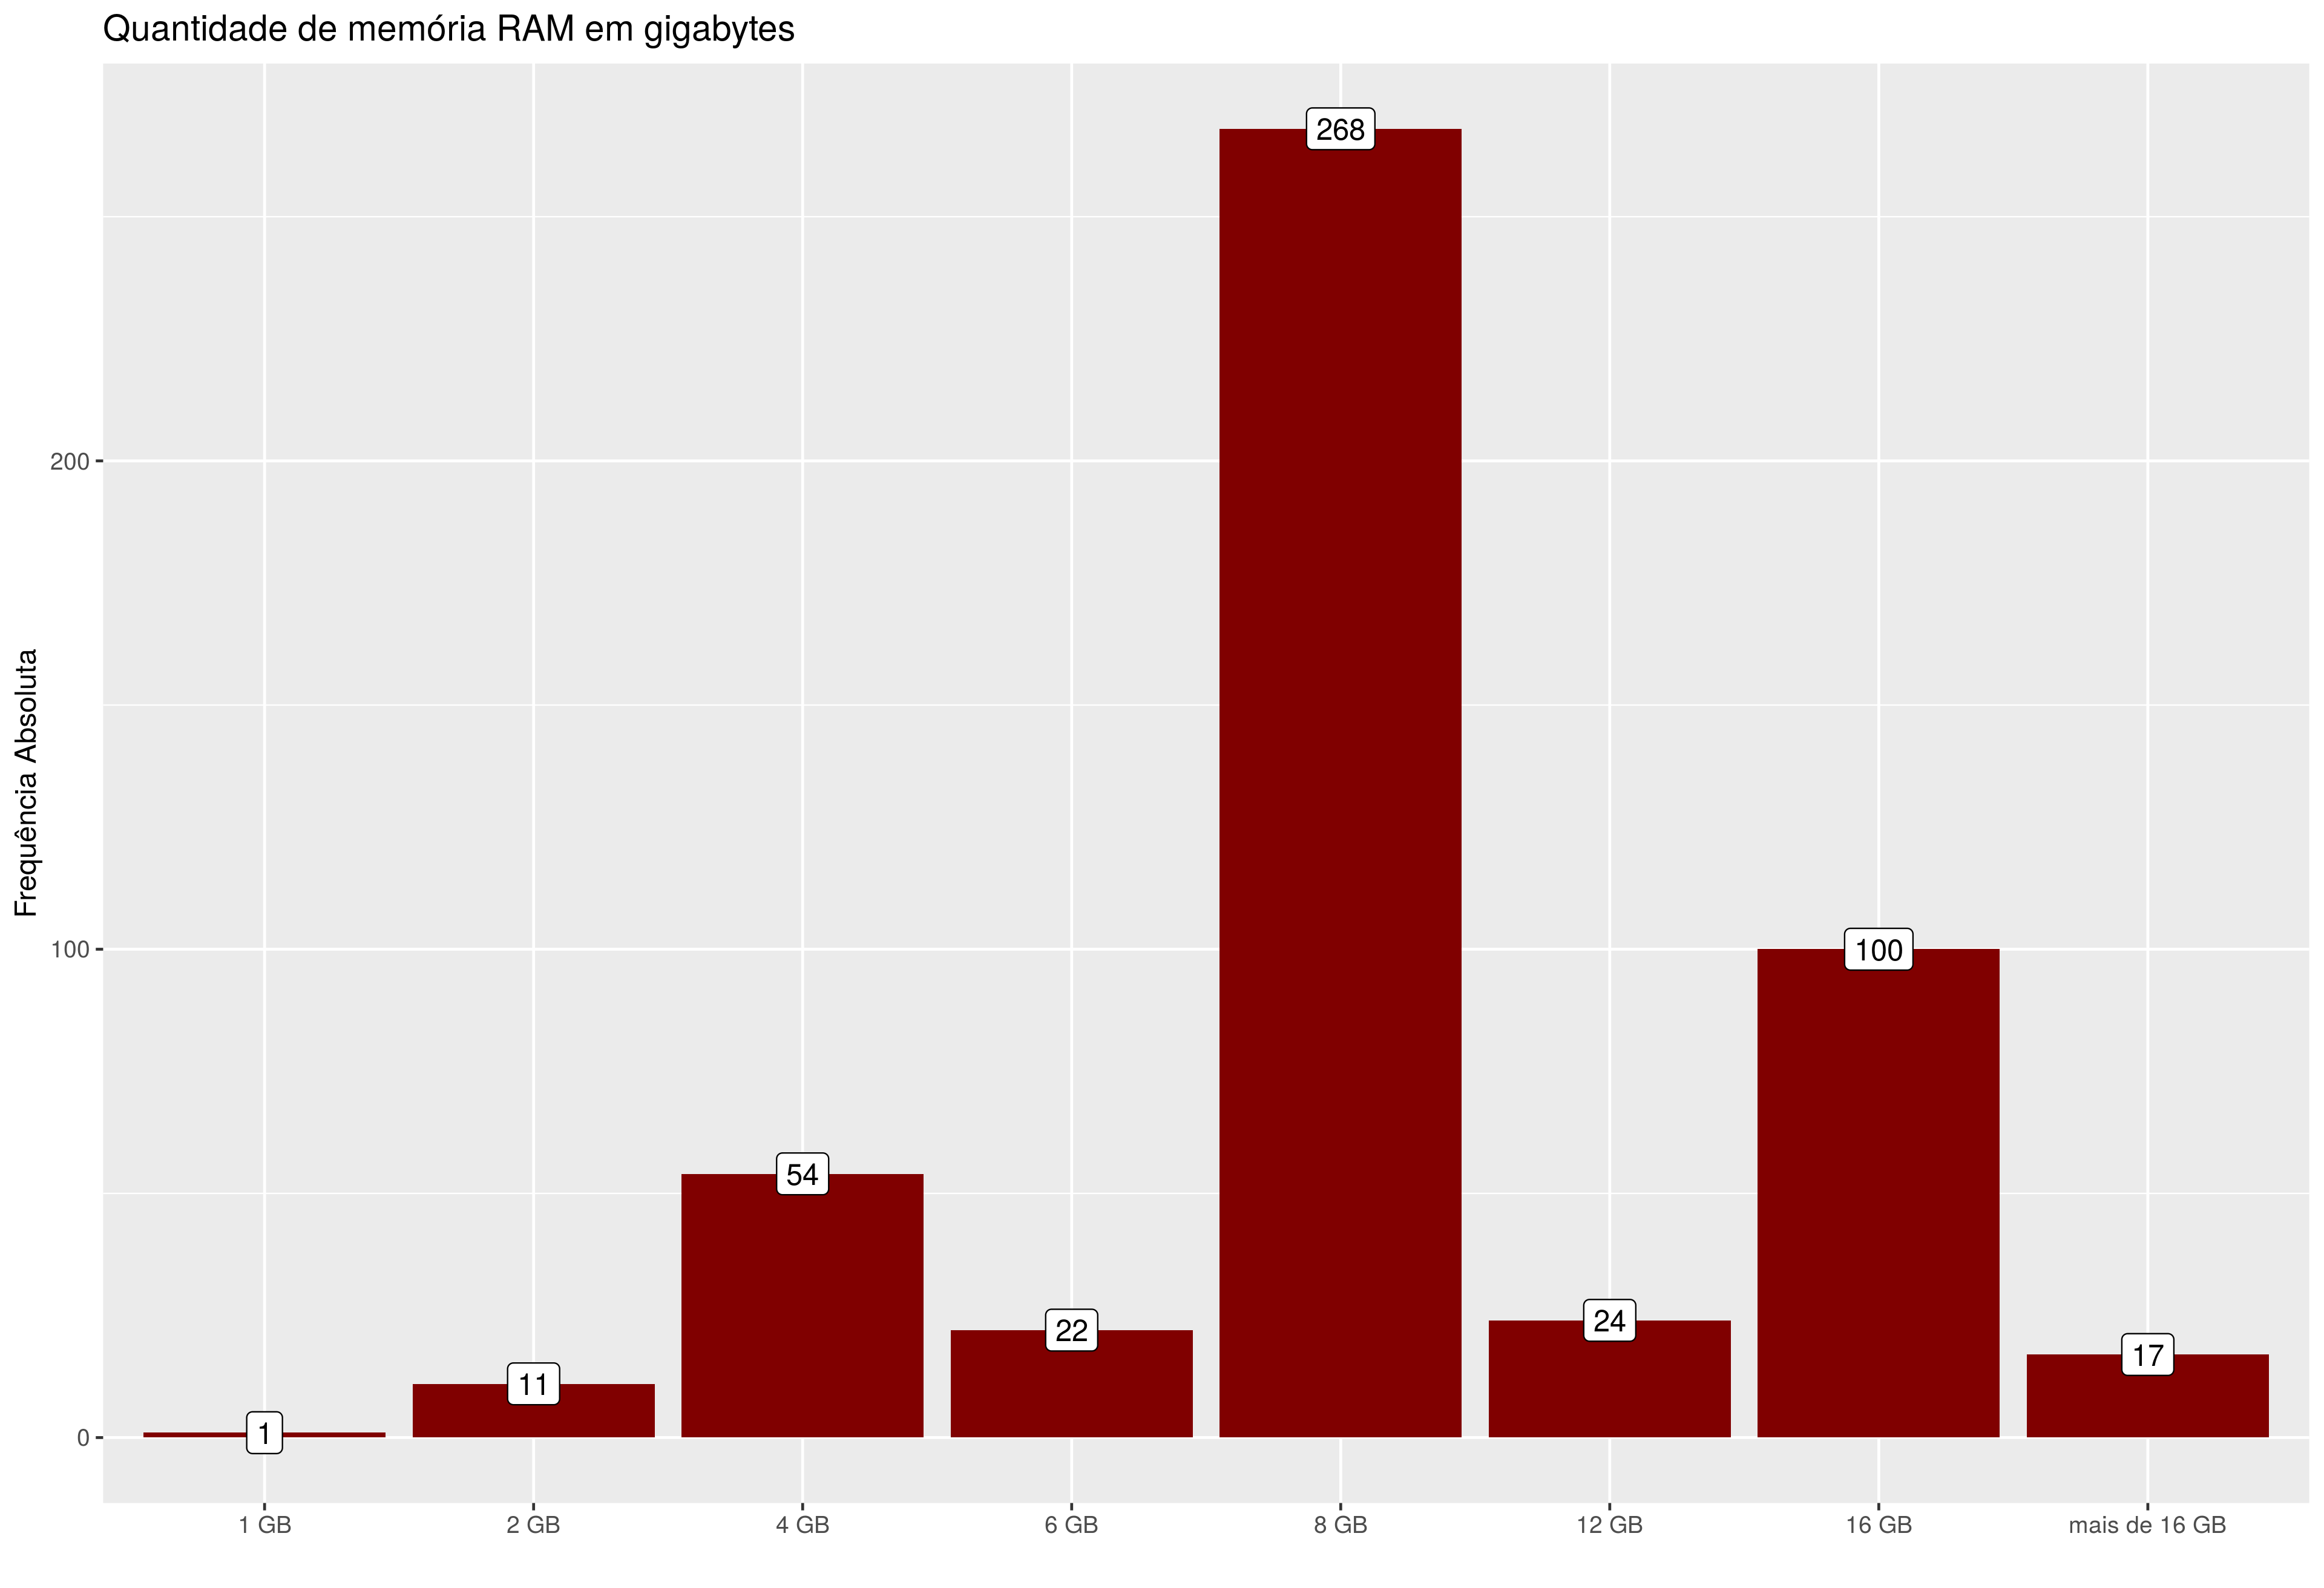 Quantidade de memória RAM em gigabytes
Frequência Absoluta
200
100
0
1
11
54
22
268
24
100
17
1 GB
2 GB
4 GB
6 GB
8 GB
12 GB
16 GB
mais de 16 GB